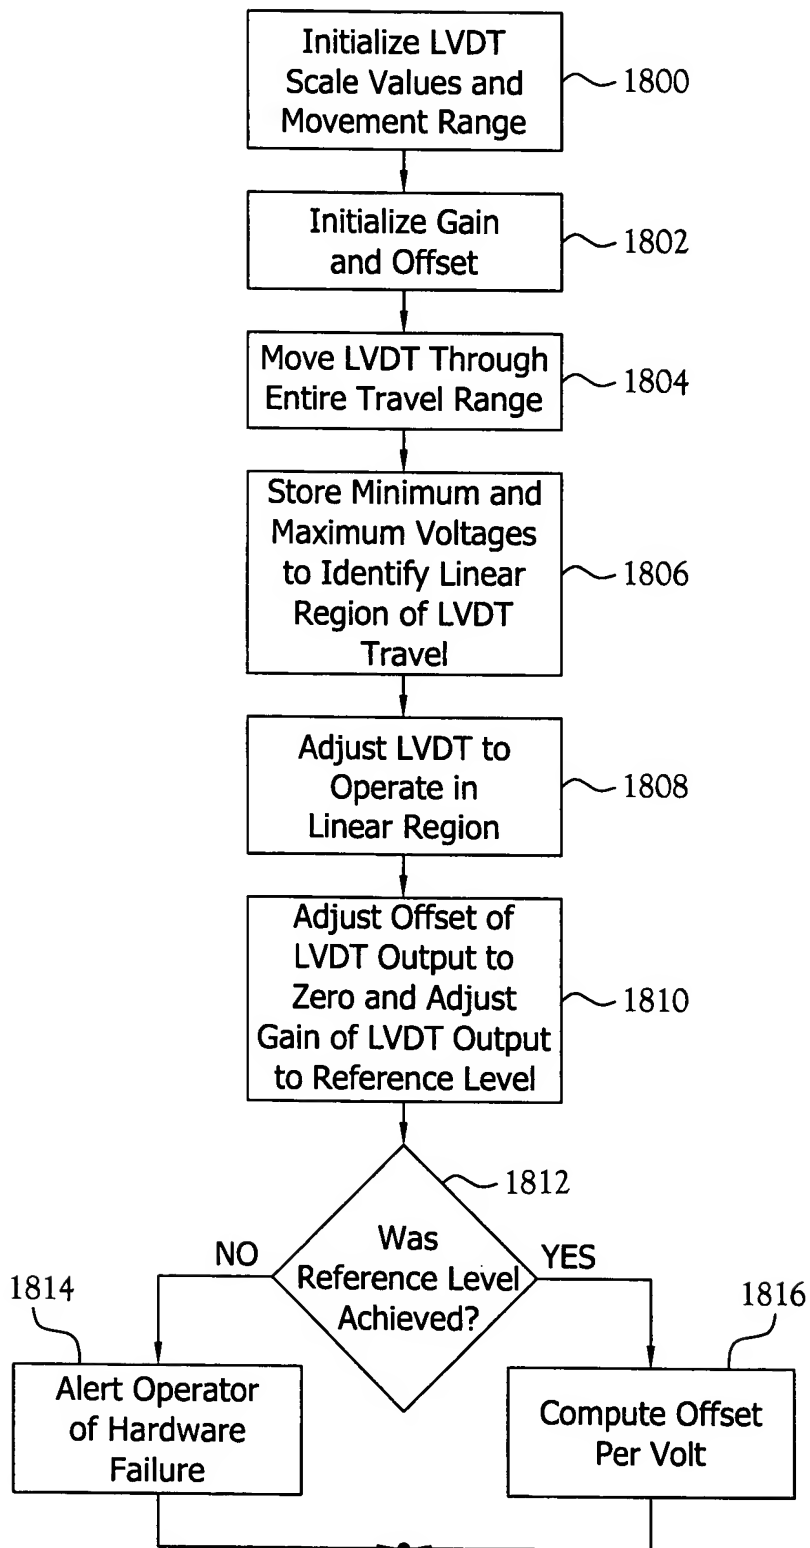 Initialize LVDT
Scale Values and
Movement Range
1800
Initialize Gain
and Offset
1802
Move LVDT Through
Entire Travel Range
1804
Store Minimum and
Maximum Voltages
to Identify Linear
Region of LVDT
Travel
1806
Adjust LVDT to
Operate in
Linear Region
1808
Adjust Offset of
LVDT Output to
Zero and Adjust
Gain of LVDT Output
to Reference Level
1810
1812
Was
Reference Level
Achieved?
NO
YES
1814
Alert Operator
of Hardware
Failure
1816
Compute Offset
Per Volt